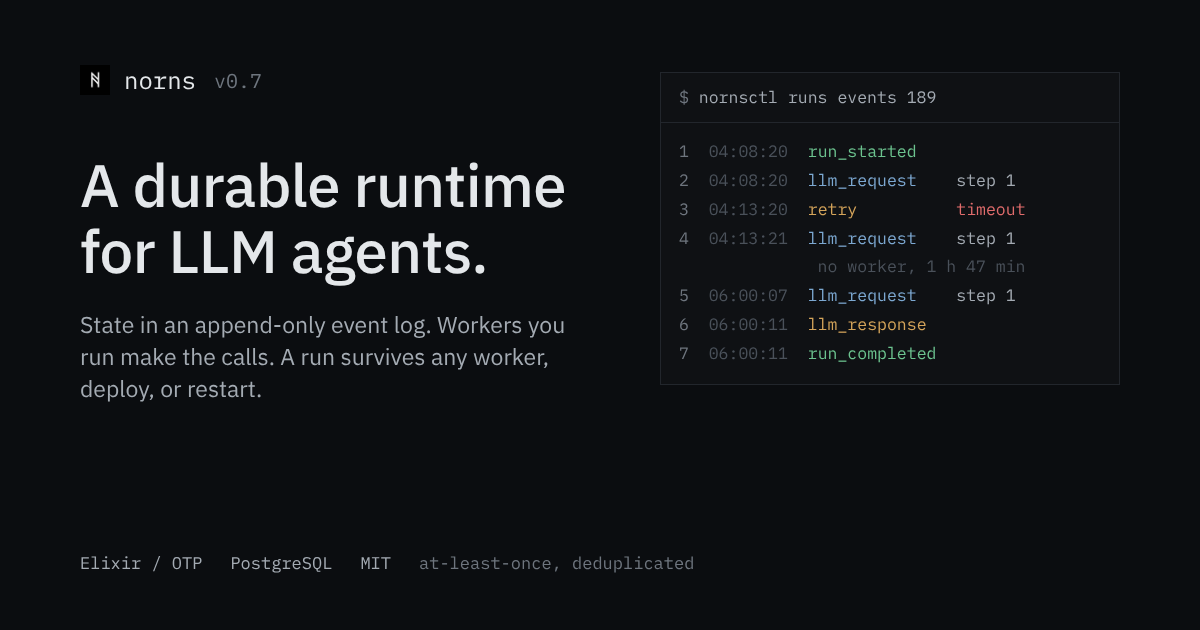 norns v0.7
A durable runtime
for LLM agents.
State in an append-only event log. Workers you
run make the calls. A run survives any worker,
deploy, or restart.
$ nornsctl runs events 189
1 04:08:20 run_started
2 04:08:20 llm_request step 1
3 04:13:20 retry timeout
4 04:13:21 llm_request step 1
no worker, 1 h 47 min
5 06:00:07 llm_request step 1
6 06:00:11 llm_response
7 06:00:11 run_completed
Elixir / OTP PostgreSQL MIT at-least-once, deduplicated